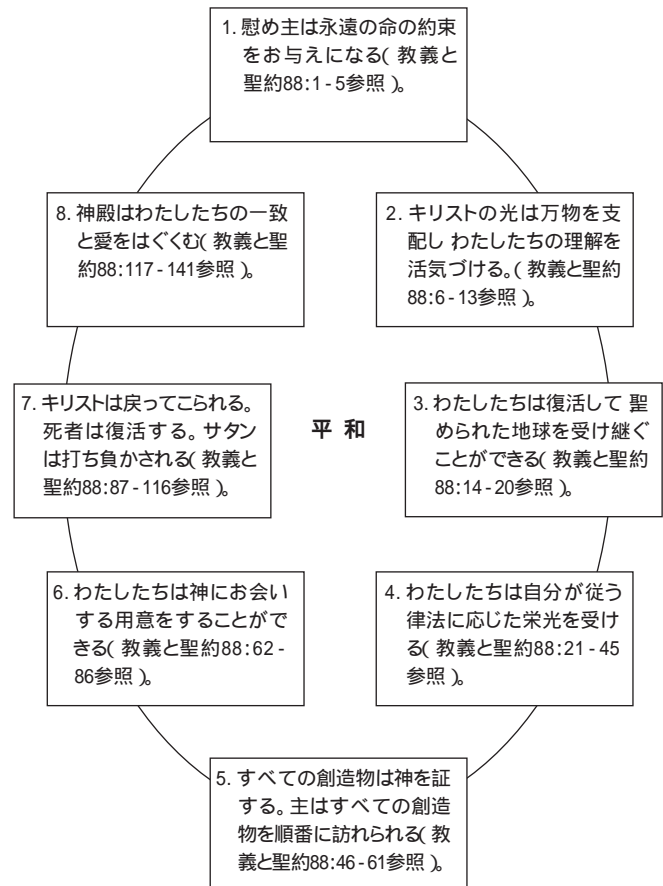 1. 慰め主は永遠の命の約束
をお与えになる( 教義と
聖約88:1 - 5参照 )。
8. 神殿はわたしたちの一致
と愛をはぐくむ( 教義と聖
約88:117 - 141参照 )。
2. キリストの光は万物を支
配し わたしたちの理解を
活気づける。( 教義と聖約
88:6 - 13参照 )。
7. キリストは戻ってこられる。
死者は復活する。サタン
は打ち負かされる( 教義と
聖約88:87 - 116参照 )。
平 和
3. わたしたちは復活して 聖
められた地球を受け継ぐ
ことができる( 教義と聖約
88:14 - 20参照 )。
6. わたしたちは神にお会い
する用意をすることがで
きる( 教義と聖約88:62 -
86参照 )。
4. わたしたちは自分が従う
律法に応じた栄光を受け
る( 教義と聖約88:21 - 45
参照 )。
5. すべての創造物は神を証
する。主はすべての創造
物を順番に訪れられる( 教
義と聖約88:46 - 61参照 )。